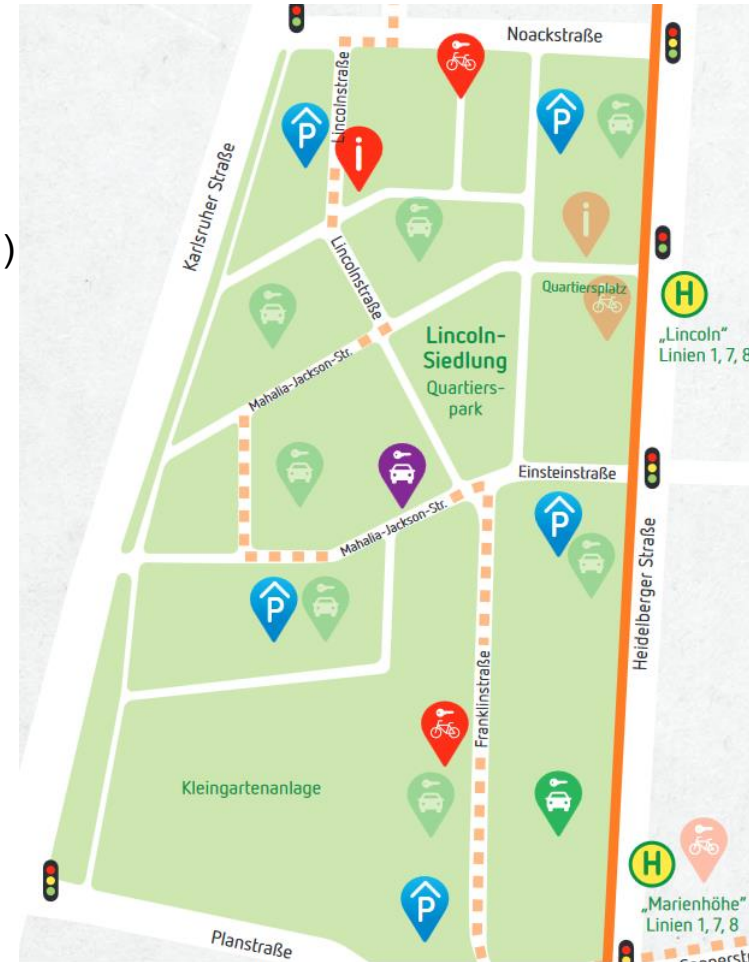 Noackstraße
Lincolnstraße
P
P
i
Karlsruher Straße
)
i
Lincolnstraße
Quartiersplatz
H
„Lincoln“
Linien 1, 7, 8
Lincoln-
Siedlung
Quartiers-
park
Mahalia-Jackson-Str.
Einsteinstraße
Mahalia-Jackson-Str.
P
Heidelberger Straße
P
Franklinstraße
Kleingartenanlage
H
„Marienhöhe“
Linien 1, 7, 8
P
Planstraße